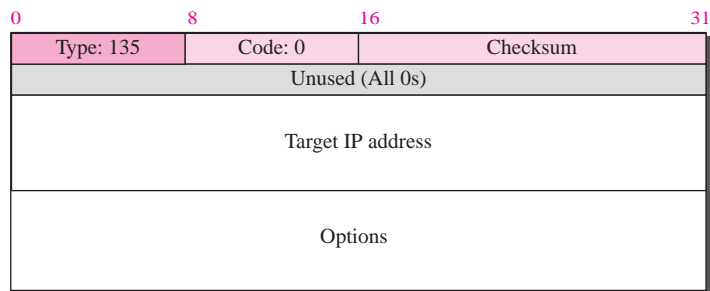 0 8 16 31
Type: 135 Code: 0 Checksum
Unused (All 0s)
Target IP address
Options